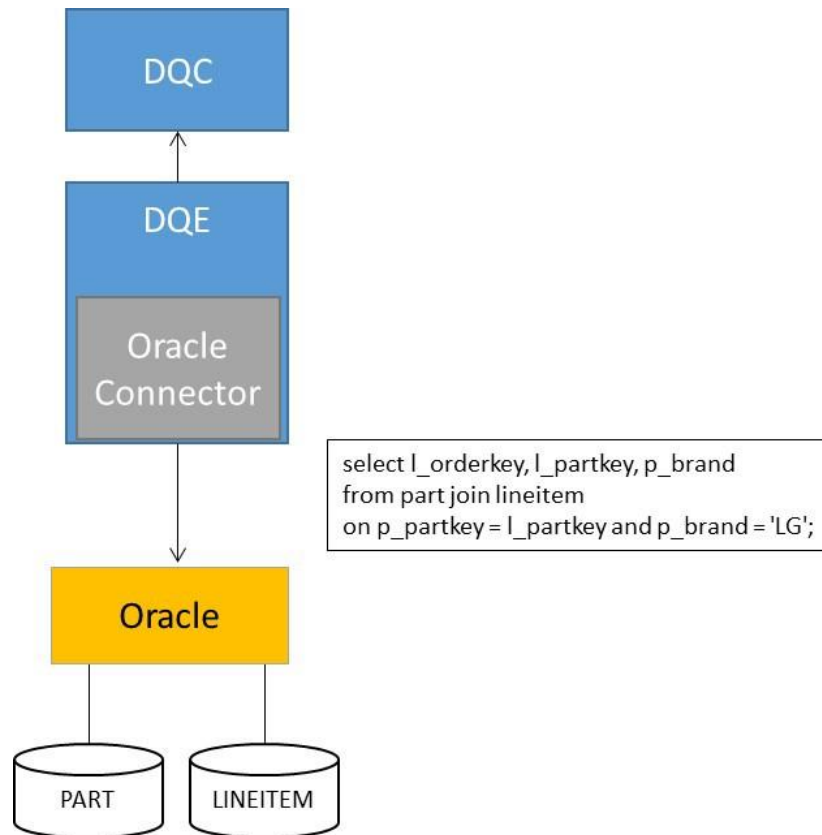 DQC
DQE
Oracle
Connector
select l_orderkey, l_partkey, p_brand
from part join lineitem
on p_partkey = l_partkey and p_brand = 'LG';
Oracle
PART
LINEITEM